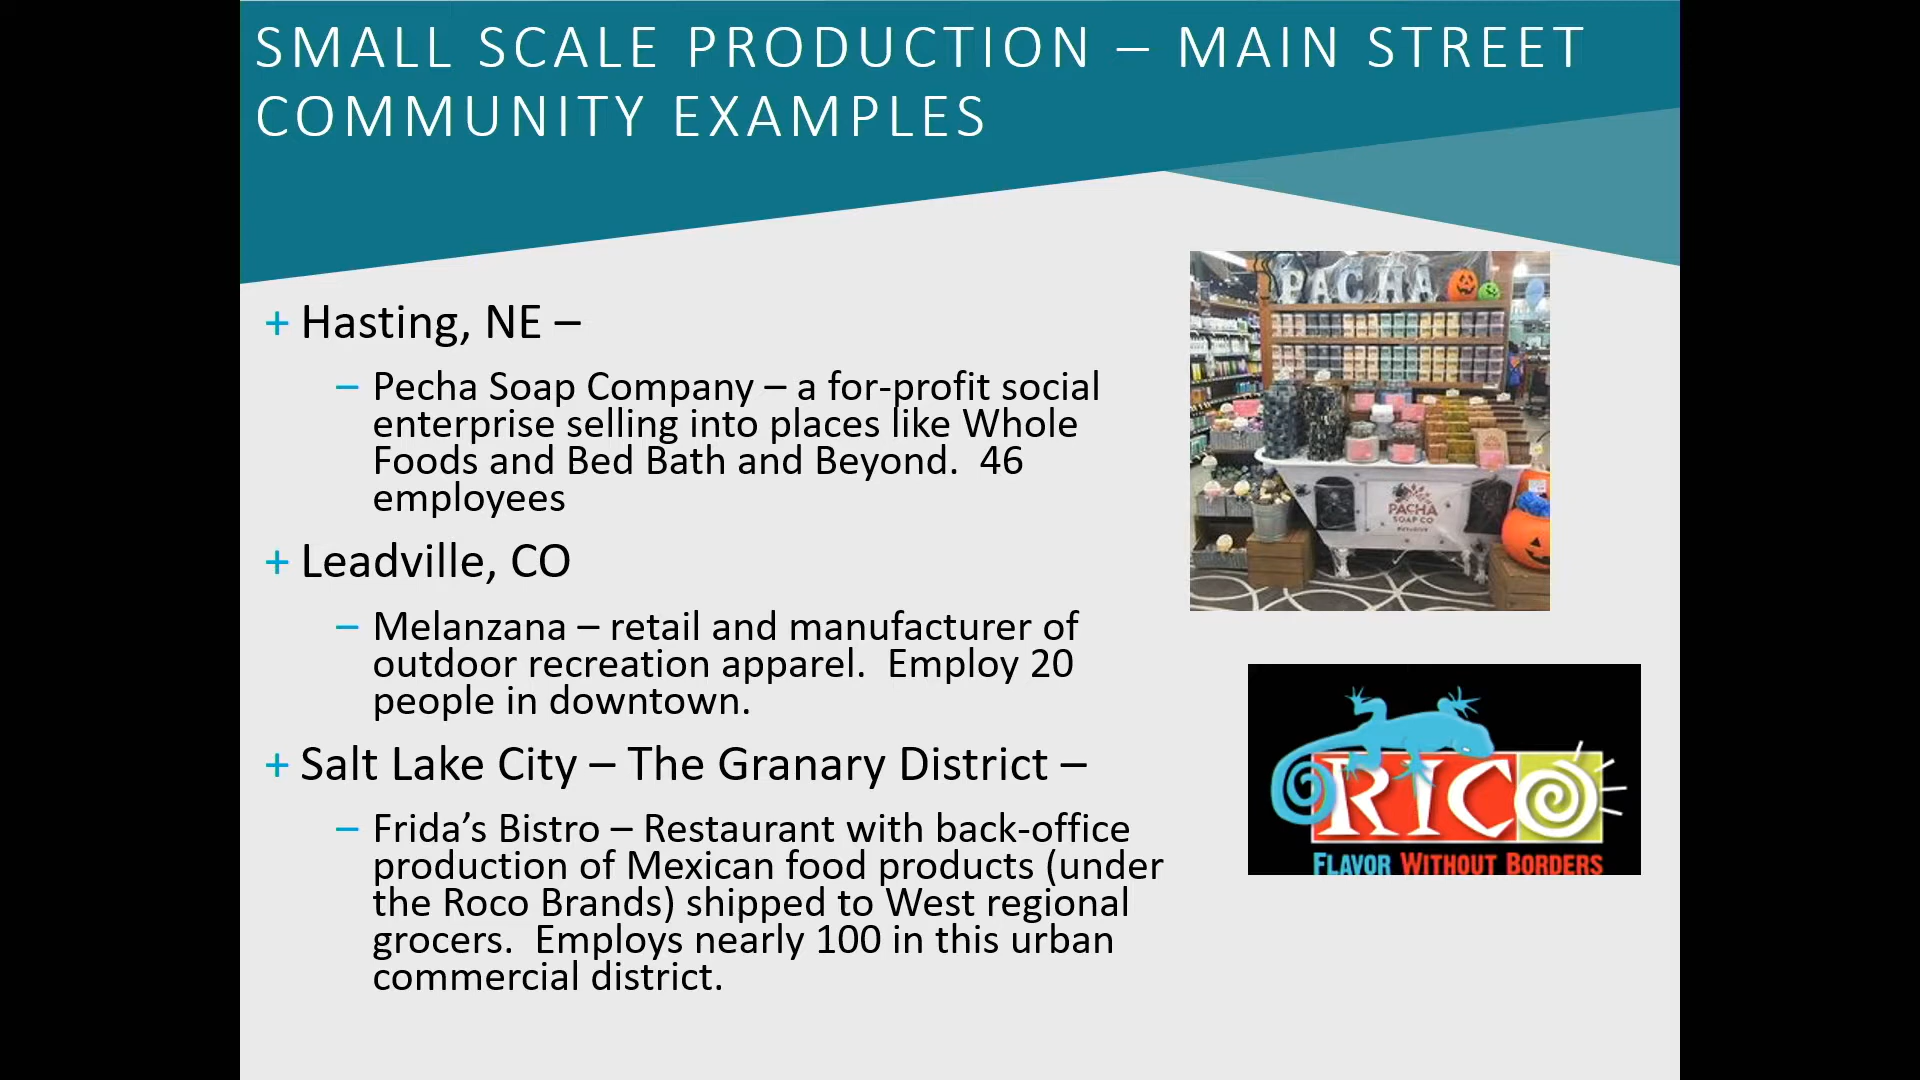 SMALL SCALE PRODUCTION – MAIN STREET
COMMUNITY EXAMPLES
+ Hasting, NE –
– Pecha Soap Company – a for-profit social
enterprise selling into places like Whole
Foods and Bed Bath and Beyond.  46
employees
+ Leadville, CO
– Melanzana – retail and manufacturer of
outdoor recreation apparel.  Employ 20
people in downtown.
+ Salt Lake City – The Granary District –
– Frida’s Bistro – Restaurant with back-office
production of Mexican food products (under
the Roco Brands) shipped to West regional
grocers.  Employs nearly 100 in this urban
commercial district.
PACHA
PACHA
SOAP CO
RICO
FLAVOR WITHOUT BORDERS